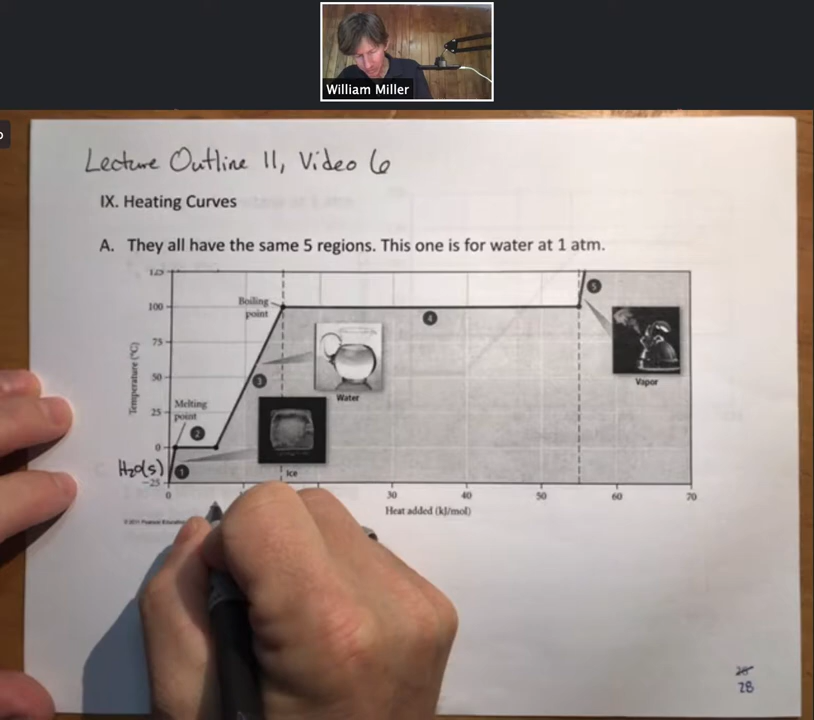 William Miller
Lecture Outline 11, Video 6
IX. Heating Curves
A. They all have the same 5 regions. This one is for water at 1 atm.
125
100
75
50
25
0
−25
Temperature (°C)
Boiling
point
Melting
point
H₂O(s)
1
2
3
4
5
Water
Ice
Vapor
0
30
40
50
60
70
Heat added (kJ/mol)
28